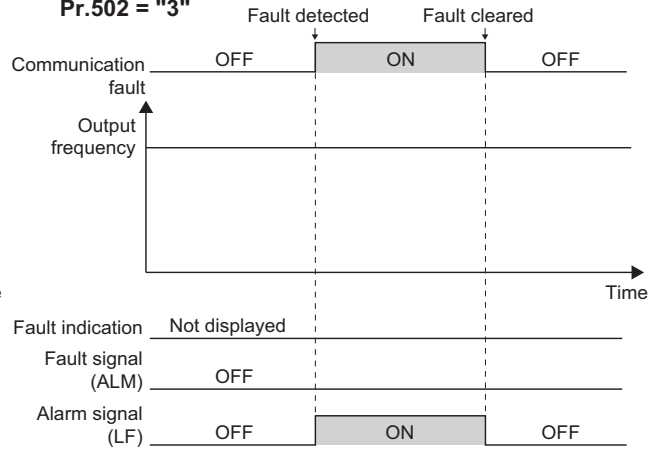 Pr.502 = "3"
Fault detected
Fault cleared
Communication
fault
OFF
ON
OFF
Output
frequency
e
Time
Fault indication
Not displayed
Fault signal
(ALM)
OFF
Alarm signal
(LF)
OFF
ON
OFF